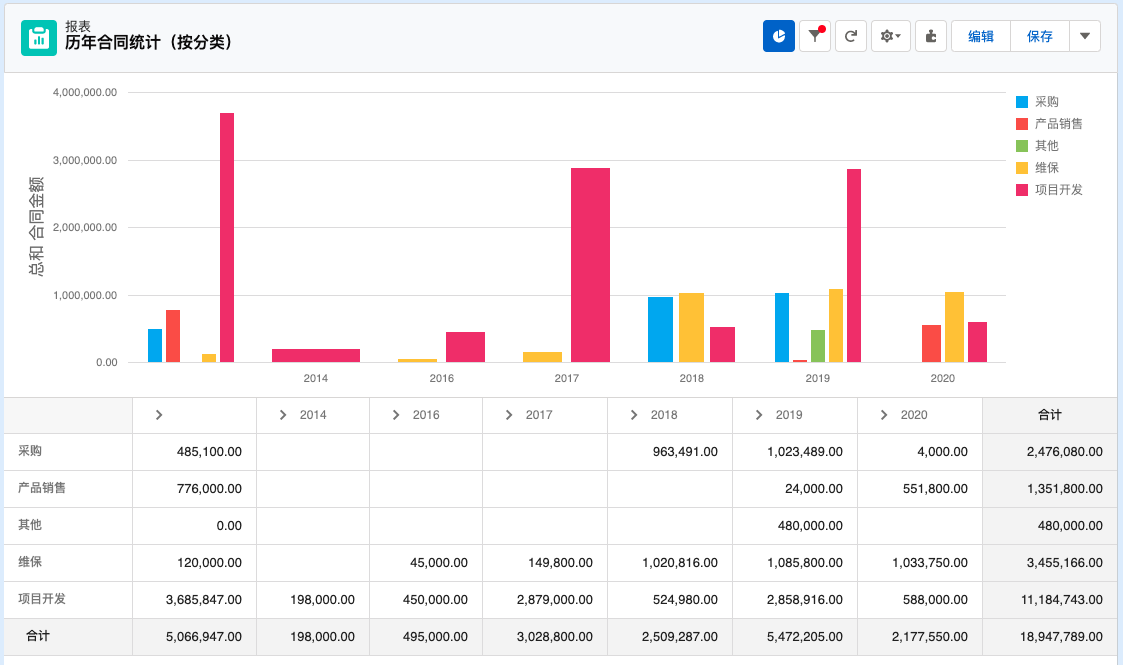 报表
历年合同统计（按分类）
编辑 保存
4,000,000.00
3,000,000.00
2,000,000.00
1,000,000.00
0.00
总和 合同金额
2014 2016 2017 2018 2019 2020
采购
产品销售
其他
维保
项目开发
2014 2016 2017 2018 2019 2020 合计
采购 485,100.00 963,491.00 1,023,489.00 4,000.00 2,476,080.00
产品销售 776,000.00 24,000.00 551,800.00 1,351,800.00
其他 0.00 480,000.00 480,000.00
维保 120,000.00 45,000.00 149,800.00 1,020,816.00 1,085,800.00 1,033,750.00 3,455,166.00
项目开发 3,685,847.00 198,000.00 450,000.00 2,879,000.00 524,980.00 2,858,916.00 588,000.00 11,184,743.00
合计 5,066,947.00 198,000.00 495,000.00 3,028,800.00 2,509,287.00 5,472,205.00 2,177,550.00 18,947,789.00